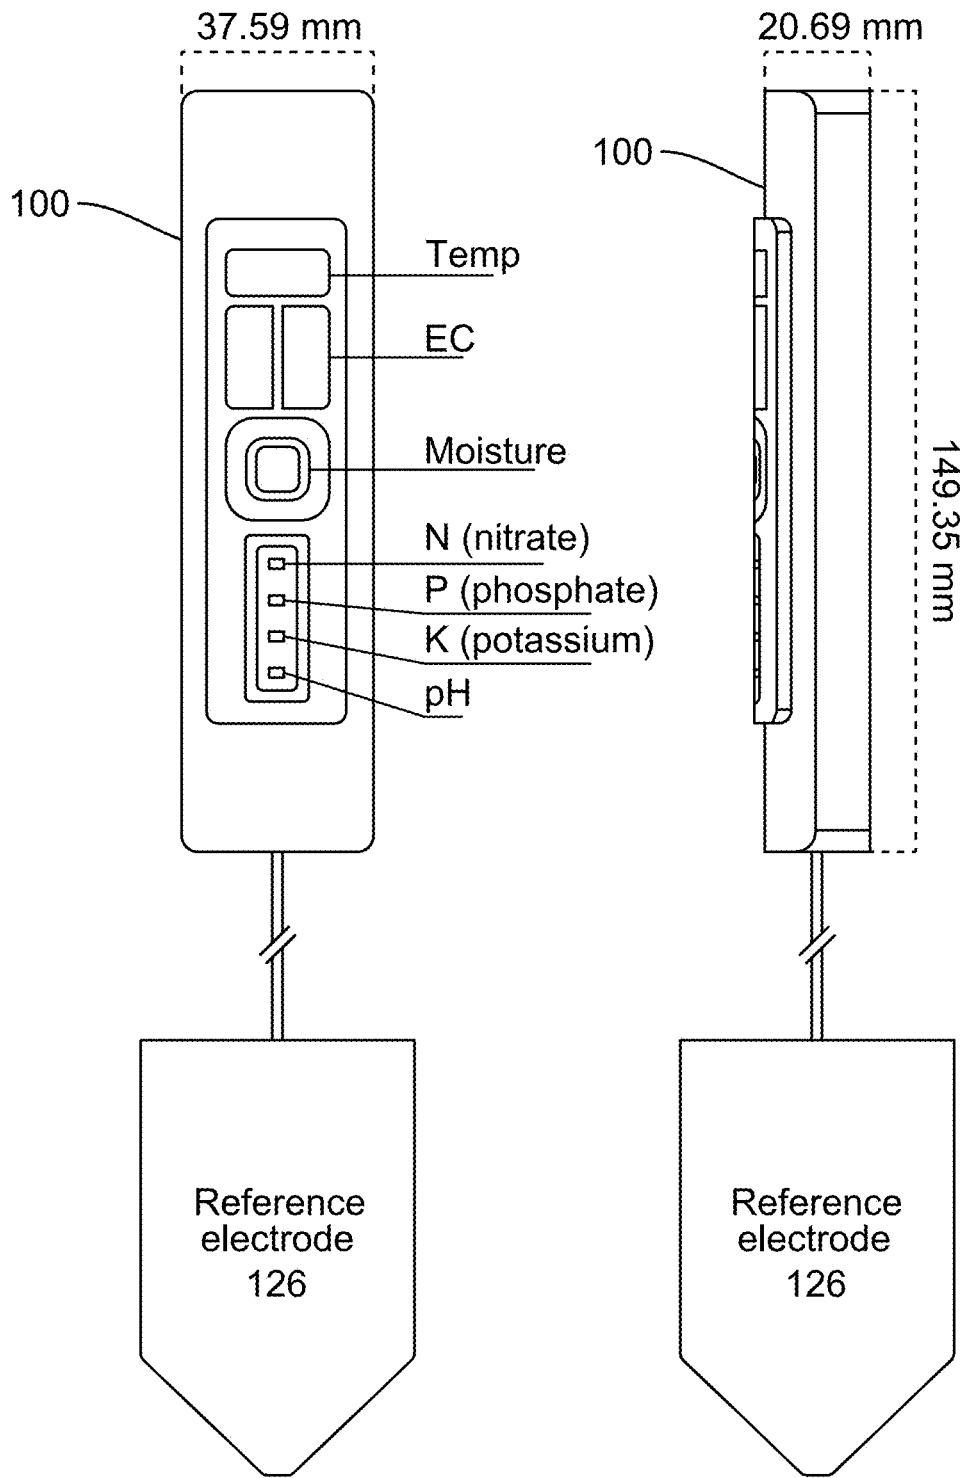 37.59 mm
20.69 mm
100
100
Temp
EC
Moisture
N (nitrate)
P (phosphate)
K (potassium)
pH
149.35 mm
Reference
electrode
126
Reference
electrode
126